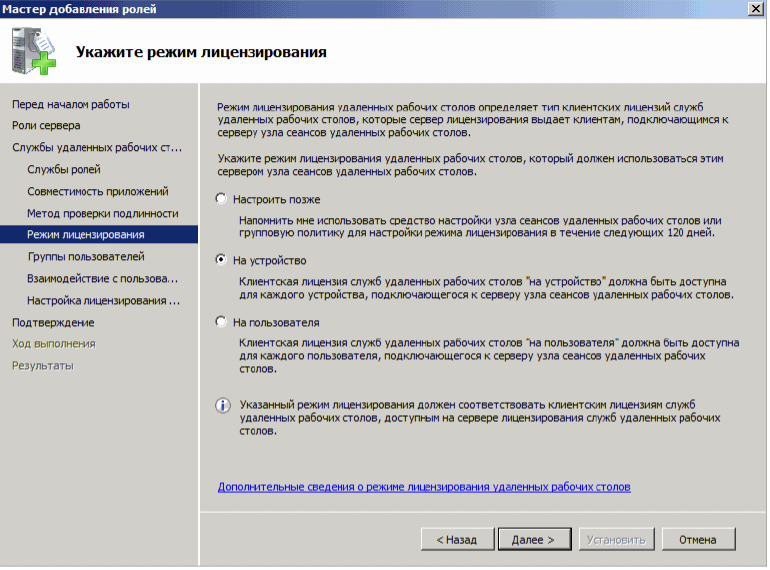 Мастер добавления ролей
Укажите режим лицензирования
Перед началом работы
Роли сервера
Службы удаленных рабочих ст...
Службы ролей
Совместимость приложений
Метод проверки подлинности
Режим лицензирования
Группы пользователей
Взаимодействие с пользова...
Настройка лицензирования ...
Подтверждение
Ход выполнения
Результаты
Режим лицензирования удаленных рабочих столов определяет тип клиентских лицензий служб
удаленных рабочих столов, которые сервер лицензирования выдает клиентам, подключающимся к
серверу узла сеансов удаленных рабочих столов.
Укажите режим лицензирования удаленных рабочих столов, который должен использоваться этим
сервером узла сеансов удаленных рабочих столов.
Настроить позже
Напомнить мне использовать средство настройки узла сеансов удаленных рабочих столов или
групповую политику для настройки режима лицензирования в течение следующих 120 дней.
На устройство
Клиентская лицензия служб удаленных рабочих столов "на устройство" должна быть доступна
для каждого устройства, подключающегося к серверу узла сеансов удаленных рабочих столов.
На пользователя
Клиентская лицензия служб удаленных рабочих столов "на пользователя" должна быть доступна
для каждого пользователя, подключающегося к серверу узла сеансов удаленных рабочих
столов.
Указанный режим лицензирования должен соответствовать клиентским лицензиям служб
удаленных рабочих столов, доступным на сервере лицензирования служб удаленных рабочих
столов.
Дополнительные сведения о режиме лицензирования удаленных рабочих столов
< Назад
Далее >
Установить
Отмена